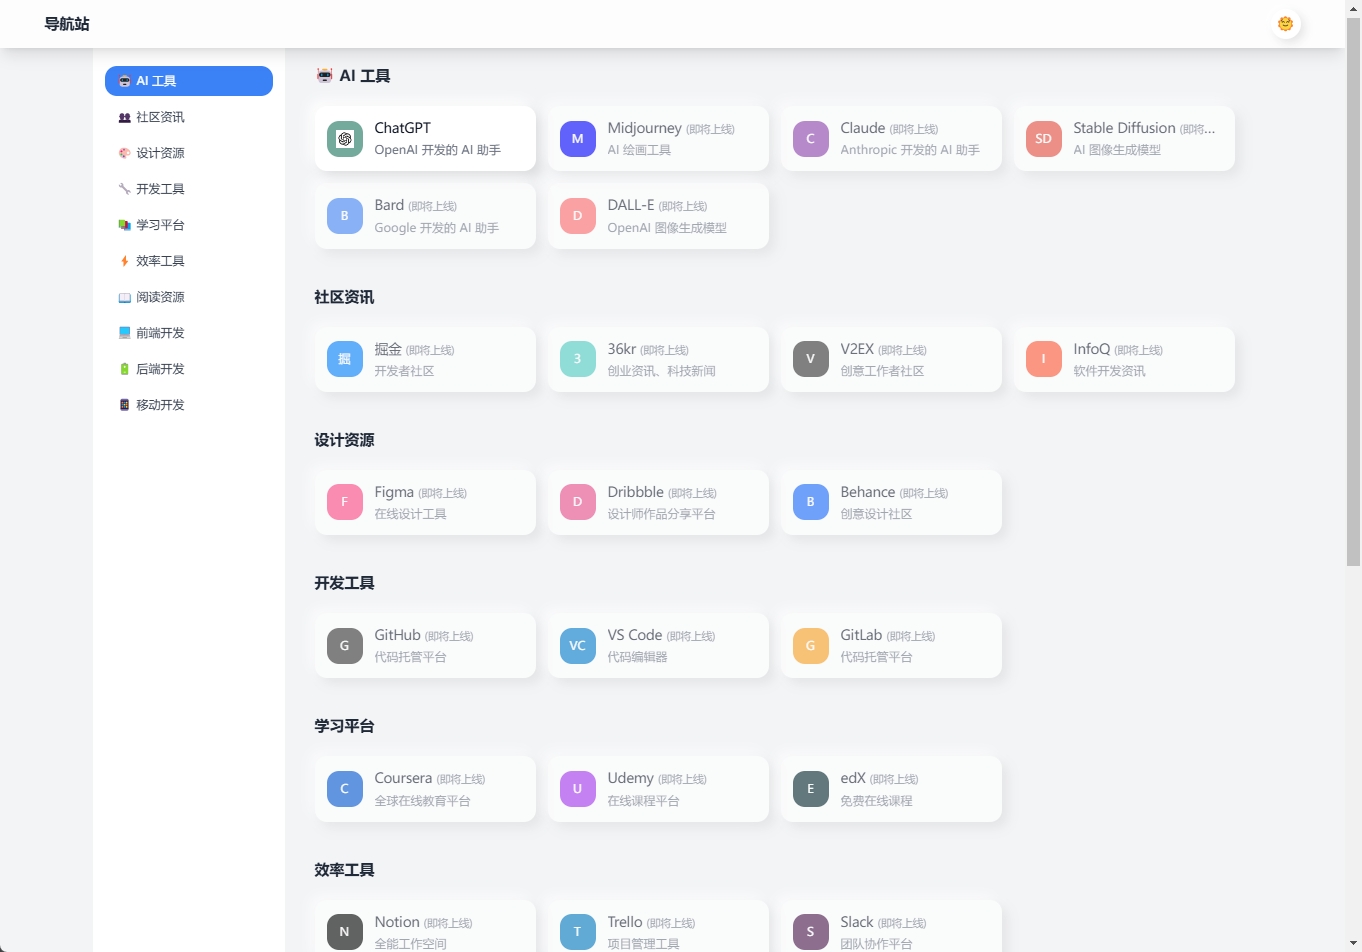 导航站
AI 工具
社区资讯
设计资源
开发工具
学习平台
效率工具
阅读资源
前端开发
后端开发
移动开发
AI 工具
ChatGPT
OpenAI 开发的 AI 助手
M
Midjourney (即将上线)
AI 绘画工具
C
Claude (即将上线)
Anthropic 开发的 AI 助手
SD
Stable Diffusion (即将...
AI 图像生成模型
B
Bard (即将上线)
Google 开发的 AI 助手
D
DALL-E (即将上线)
OpenAI 图像生成模型
社区资讯
掘
掘金 (即将上线)
开发者社区
3
36kr (即将上线)
创业资讯、科技新闻
V
V2EX (即将上线)
创意工作者社区
I
InfoQ (即将上线)
软件开发资讯
设计资源
F
Figma (即将上线)
在线设计工具
D
Dribbble (即将上线)
设计师作品分享平台
B
Behance (即将上线)
创意设计社区
开发工具
G
GitHub (即将上线)
代码托管平台
VC
VS Code (即将上线)
代码编辑器
G
GitLab (即将上线)
代码托管平台
学习平台
C
Coursera (即将上线)
全球在线教育平台
U
Udemy (即将上线)
在线课程平台
E
edX (即将上线)
免费在线课程
效率工具
N
Notion (即将上线)
全能工作空间
T
Trello (即将上线)
项目管理工具
S
Slack (即将上线)
团队协作平台